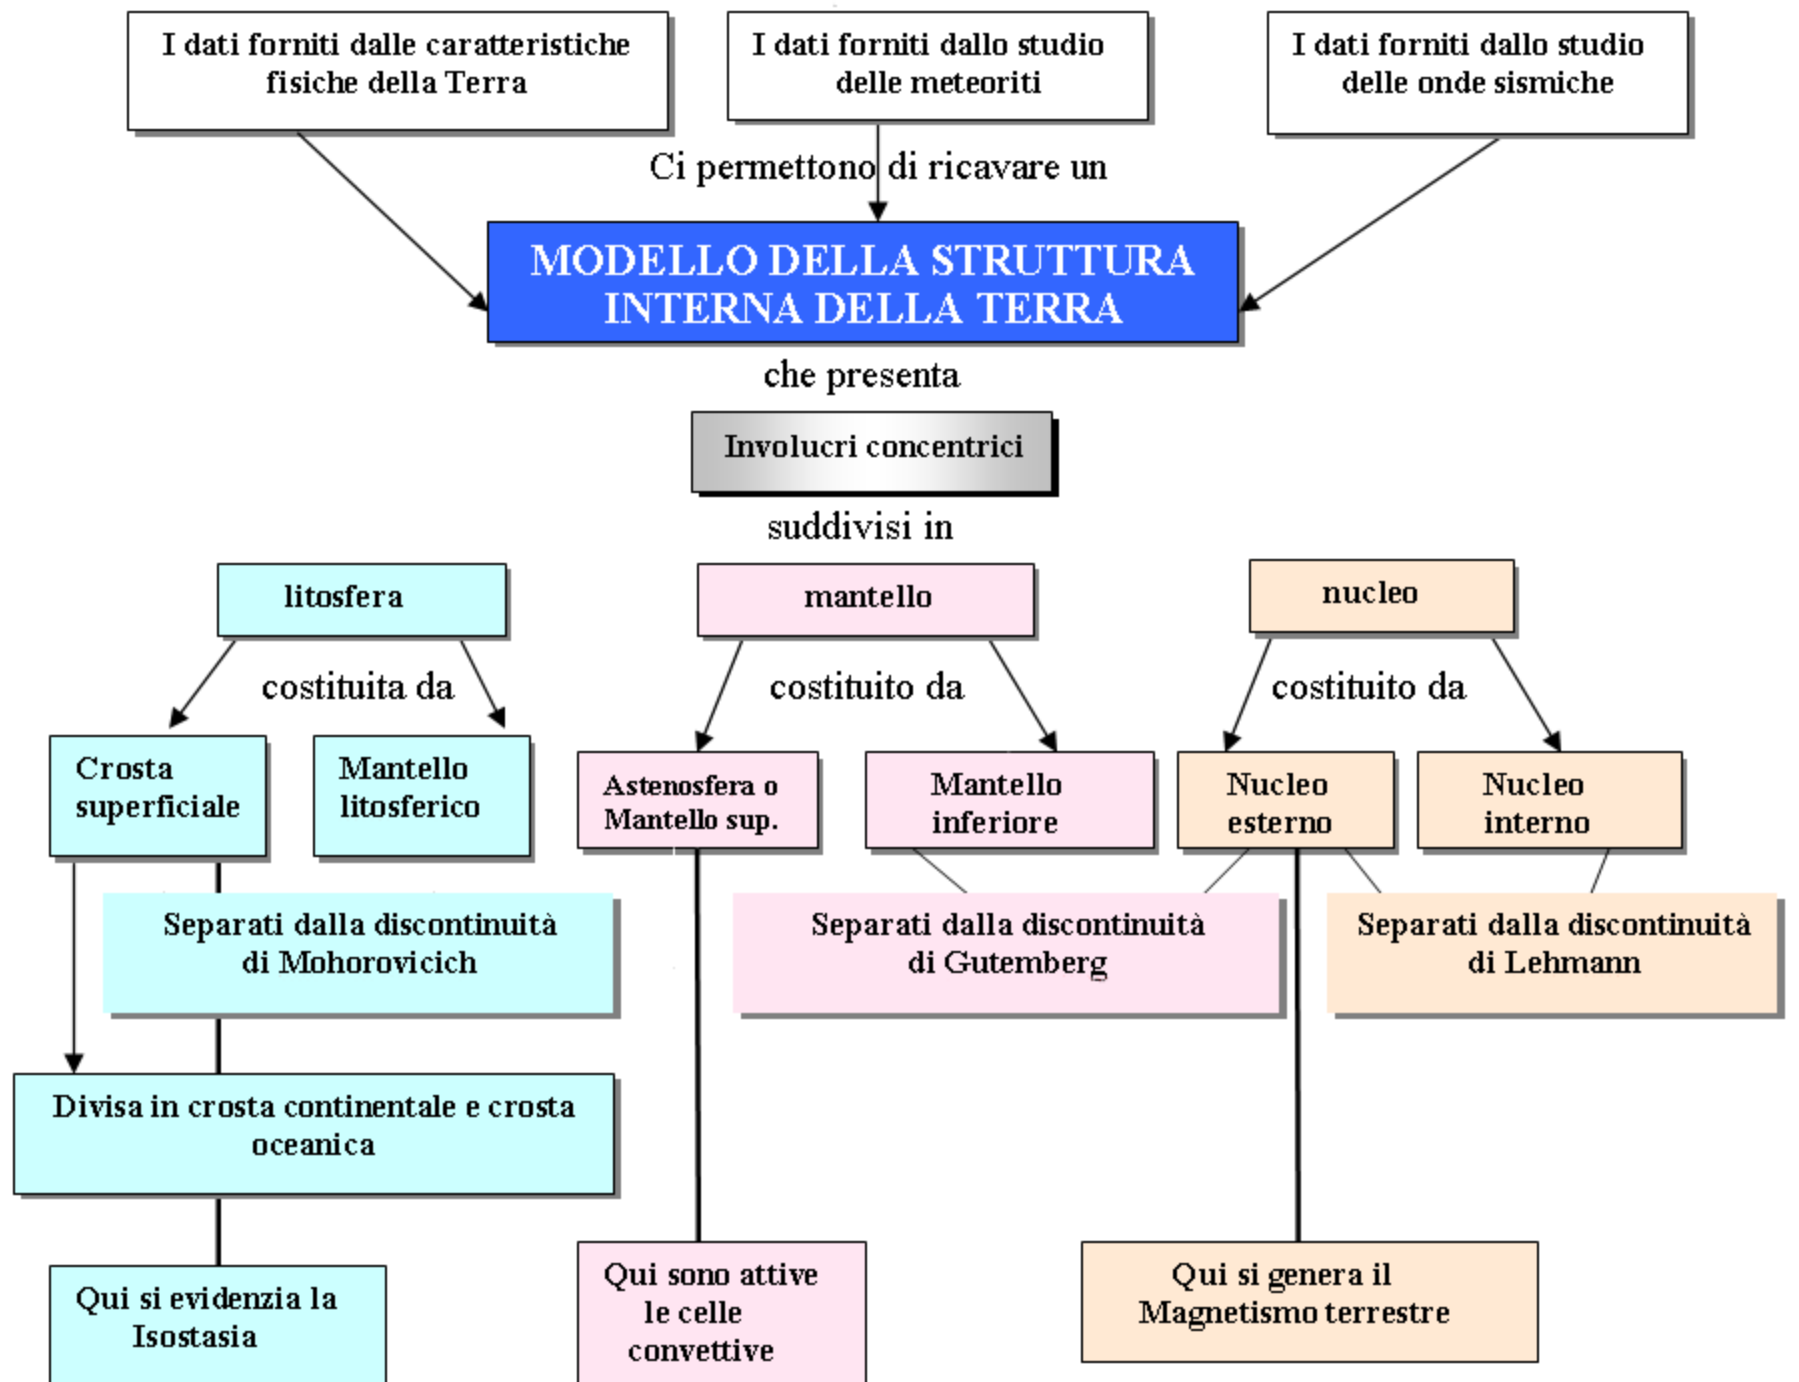 I dati forniti dalle caratteristiche
fisiche della Terra
I dati forniti dallo studio
delle meteoriti
I dati forniti dallo studio
delle onde sismiche
Ci permettono di ricavare un
MODELLO DELLA STRUTTURA
INTERNA DELLA TERRA
che presenta
Involucri concentrici
suddivisi in
litosfera
mantello
nucleo
costituita da
costituito da
costituito da
Crosta
superficiale
Mantello
litosferico
Astenosfera o
Mantello sup.
Mantello
inferiore
Nucleo
esterno
Nucleo
interno
Separati dalla discontinuità
di Mohorovicich
Separati dalla discontinuità
di Gutemberg
Separati dalla discontinuità
di Lehmann
Divisa in crosta continentale e crosta
oceanica
Qui si evidenzia la
Isostasia
Qui sono attive
le celle
convettive
Qui si genera il
Magnetismo terrestre